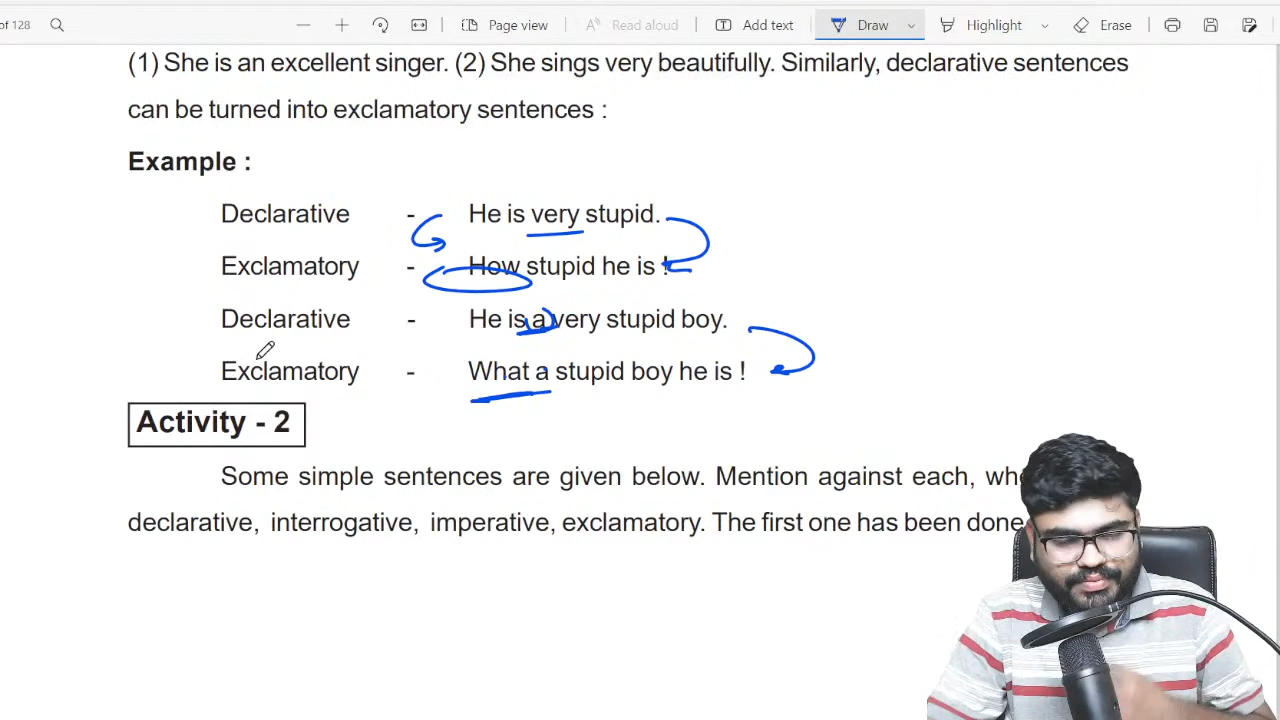 of 128
Page view
Read aloud
Add text
Draw
Highlight
Erase
(1) She is an excellent singer. (2) She sings very beautifully. Similarly, declarative sentences
can be turned into exclamatory sentences :
Example :
Declarative - He is very stupid.
Exclamatory - How stupid he is !
Declarative - He is a very stupid boy.
Exclamatory - What a stupid boy he is !
Activity - 2
Some simple sentences are given below. Mention against each,
declarative, interrogative, imperative, exclamatory. The first one has been done